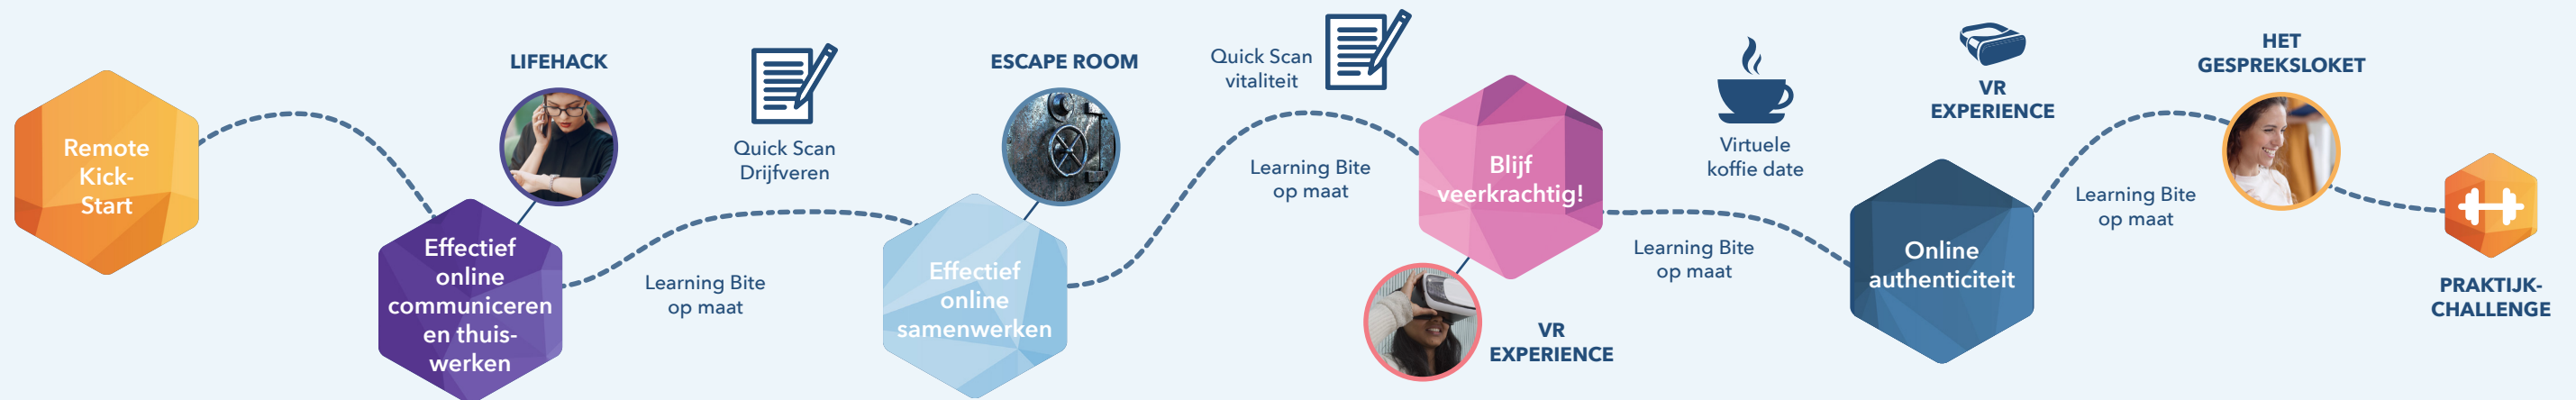 Remote
Kick-
Start
LIFEHACK
Effectief
online
communiceren
en thuis-
werken
Quick Scan
Drijfveren
Learning Bite
op maat
ESCAPE ROOM
Effectief
online
samenwerken
Quick Scan
vitaliteit
Learning Bite
op maat
Blijf
veerkrachtig!
VR
EXPERIENCE
Virtuele
koffie date
Learning Bite
op maat
VR
EXPERIENCE
Online
authenticiteit
Learning Bite
op maat
HET
GESPREKSLOKET
PRAKTIJK-
CHALLENGE